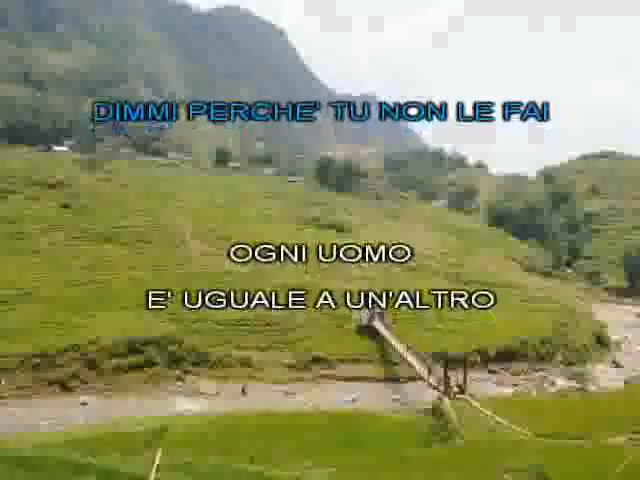 DIMMI PERCHE' TU NON LE FAI
OGNI UOMO
E' UGUALE A UN'ALTRO